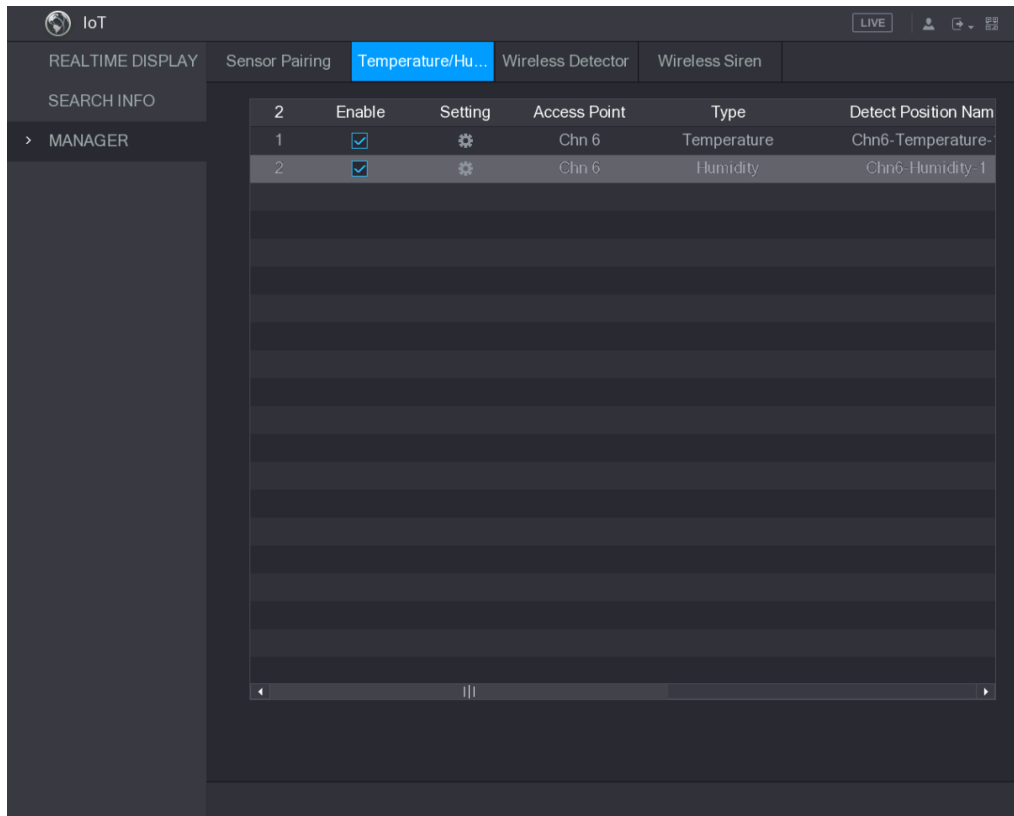 IoT LIVE
REALTIME DISPLAY
SEARCH INFO
MANAGER
Sensor Pairing Temperature/Hu... Wireless Detector Wireless Siren
2 Enable Setting Access Point Type Detect Position Nam
1 Chn 6 Temperature Chn6-Temperature-1
2 Chn 6 Humidity Chn6-Humidity-1